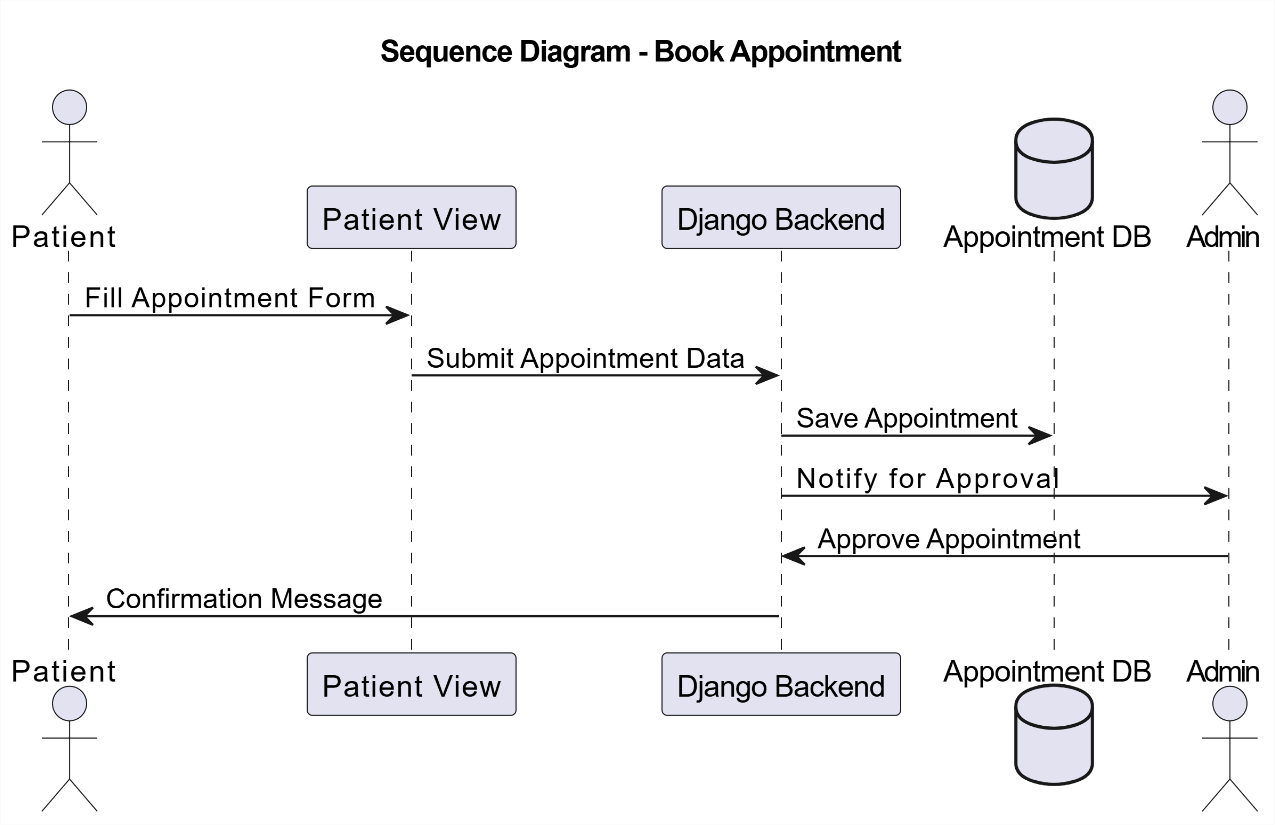 Sequence Diagram - Book Appointment
Patient
Patient View
Django Backend
Appointment DB
Admin
Fill Appointment Form
Submit Appointment Data
Save Appointment
Notify for Approval
Approve Appointment
Confirmation Message
Patient
Patient View
Django Backend
Appointment DB
Admin